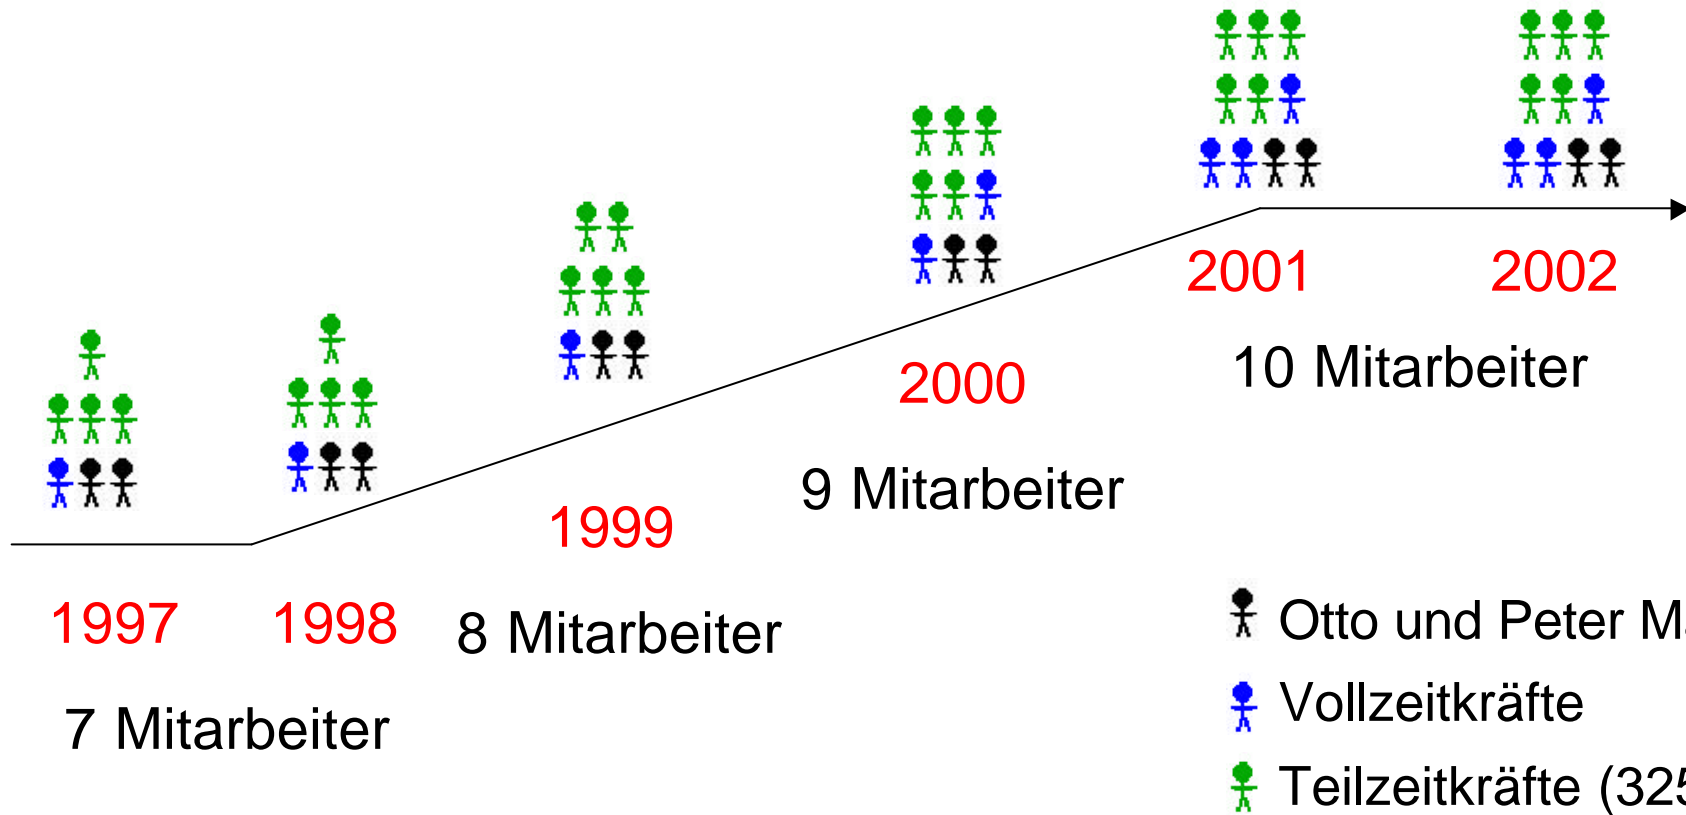 2001 2002
10 Mitarbeiter
2000
9 Mitarbeiter
1999
8 Mitarbeiter
1997 1998
7 Mitarbeiter
Otto und Peter
Vollzeitkräfte
Teilzeitkräfte